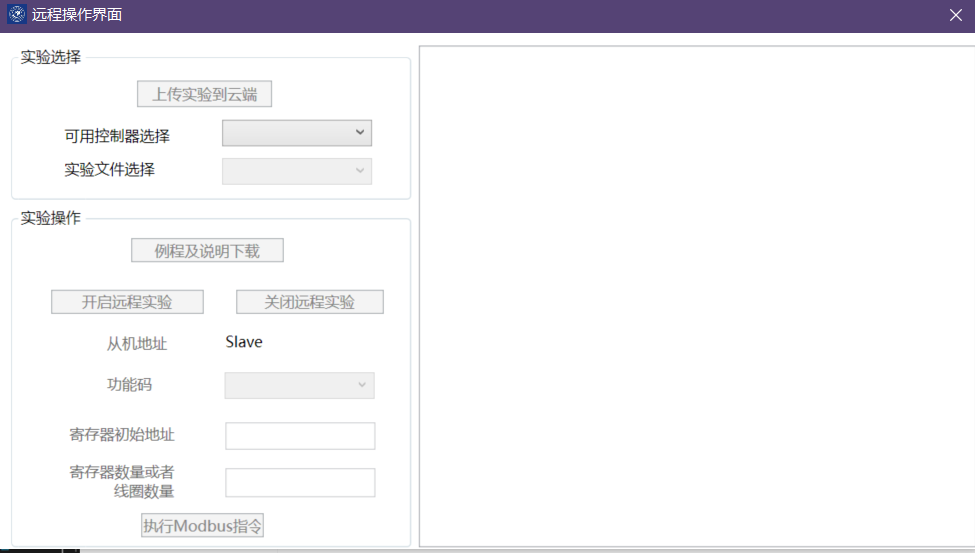 远程操作界面
实验选择
上传实验到云端
可用控制器选择
实验文件选择
实验操作
例程及说明下载
开启远程实验
关闭远程实验
从机地址
Slave
功能码
寄存器初始地址
寄存器数量或者
线圈数量
执行Modbus指令